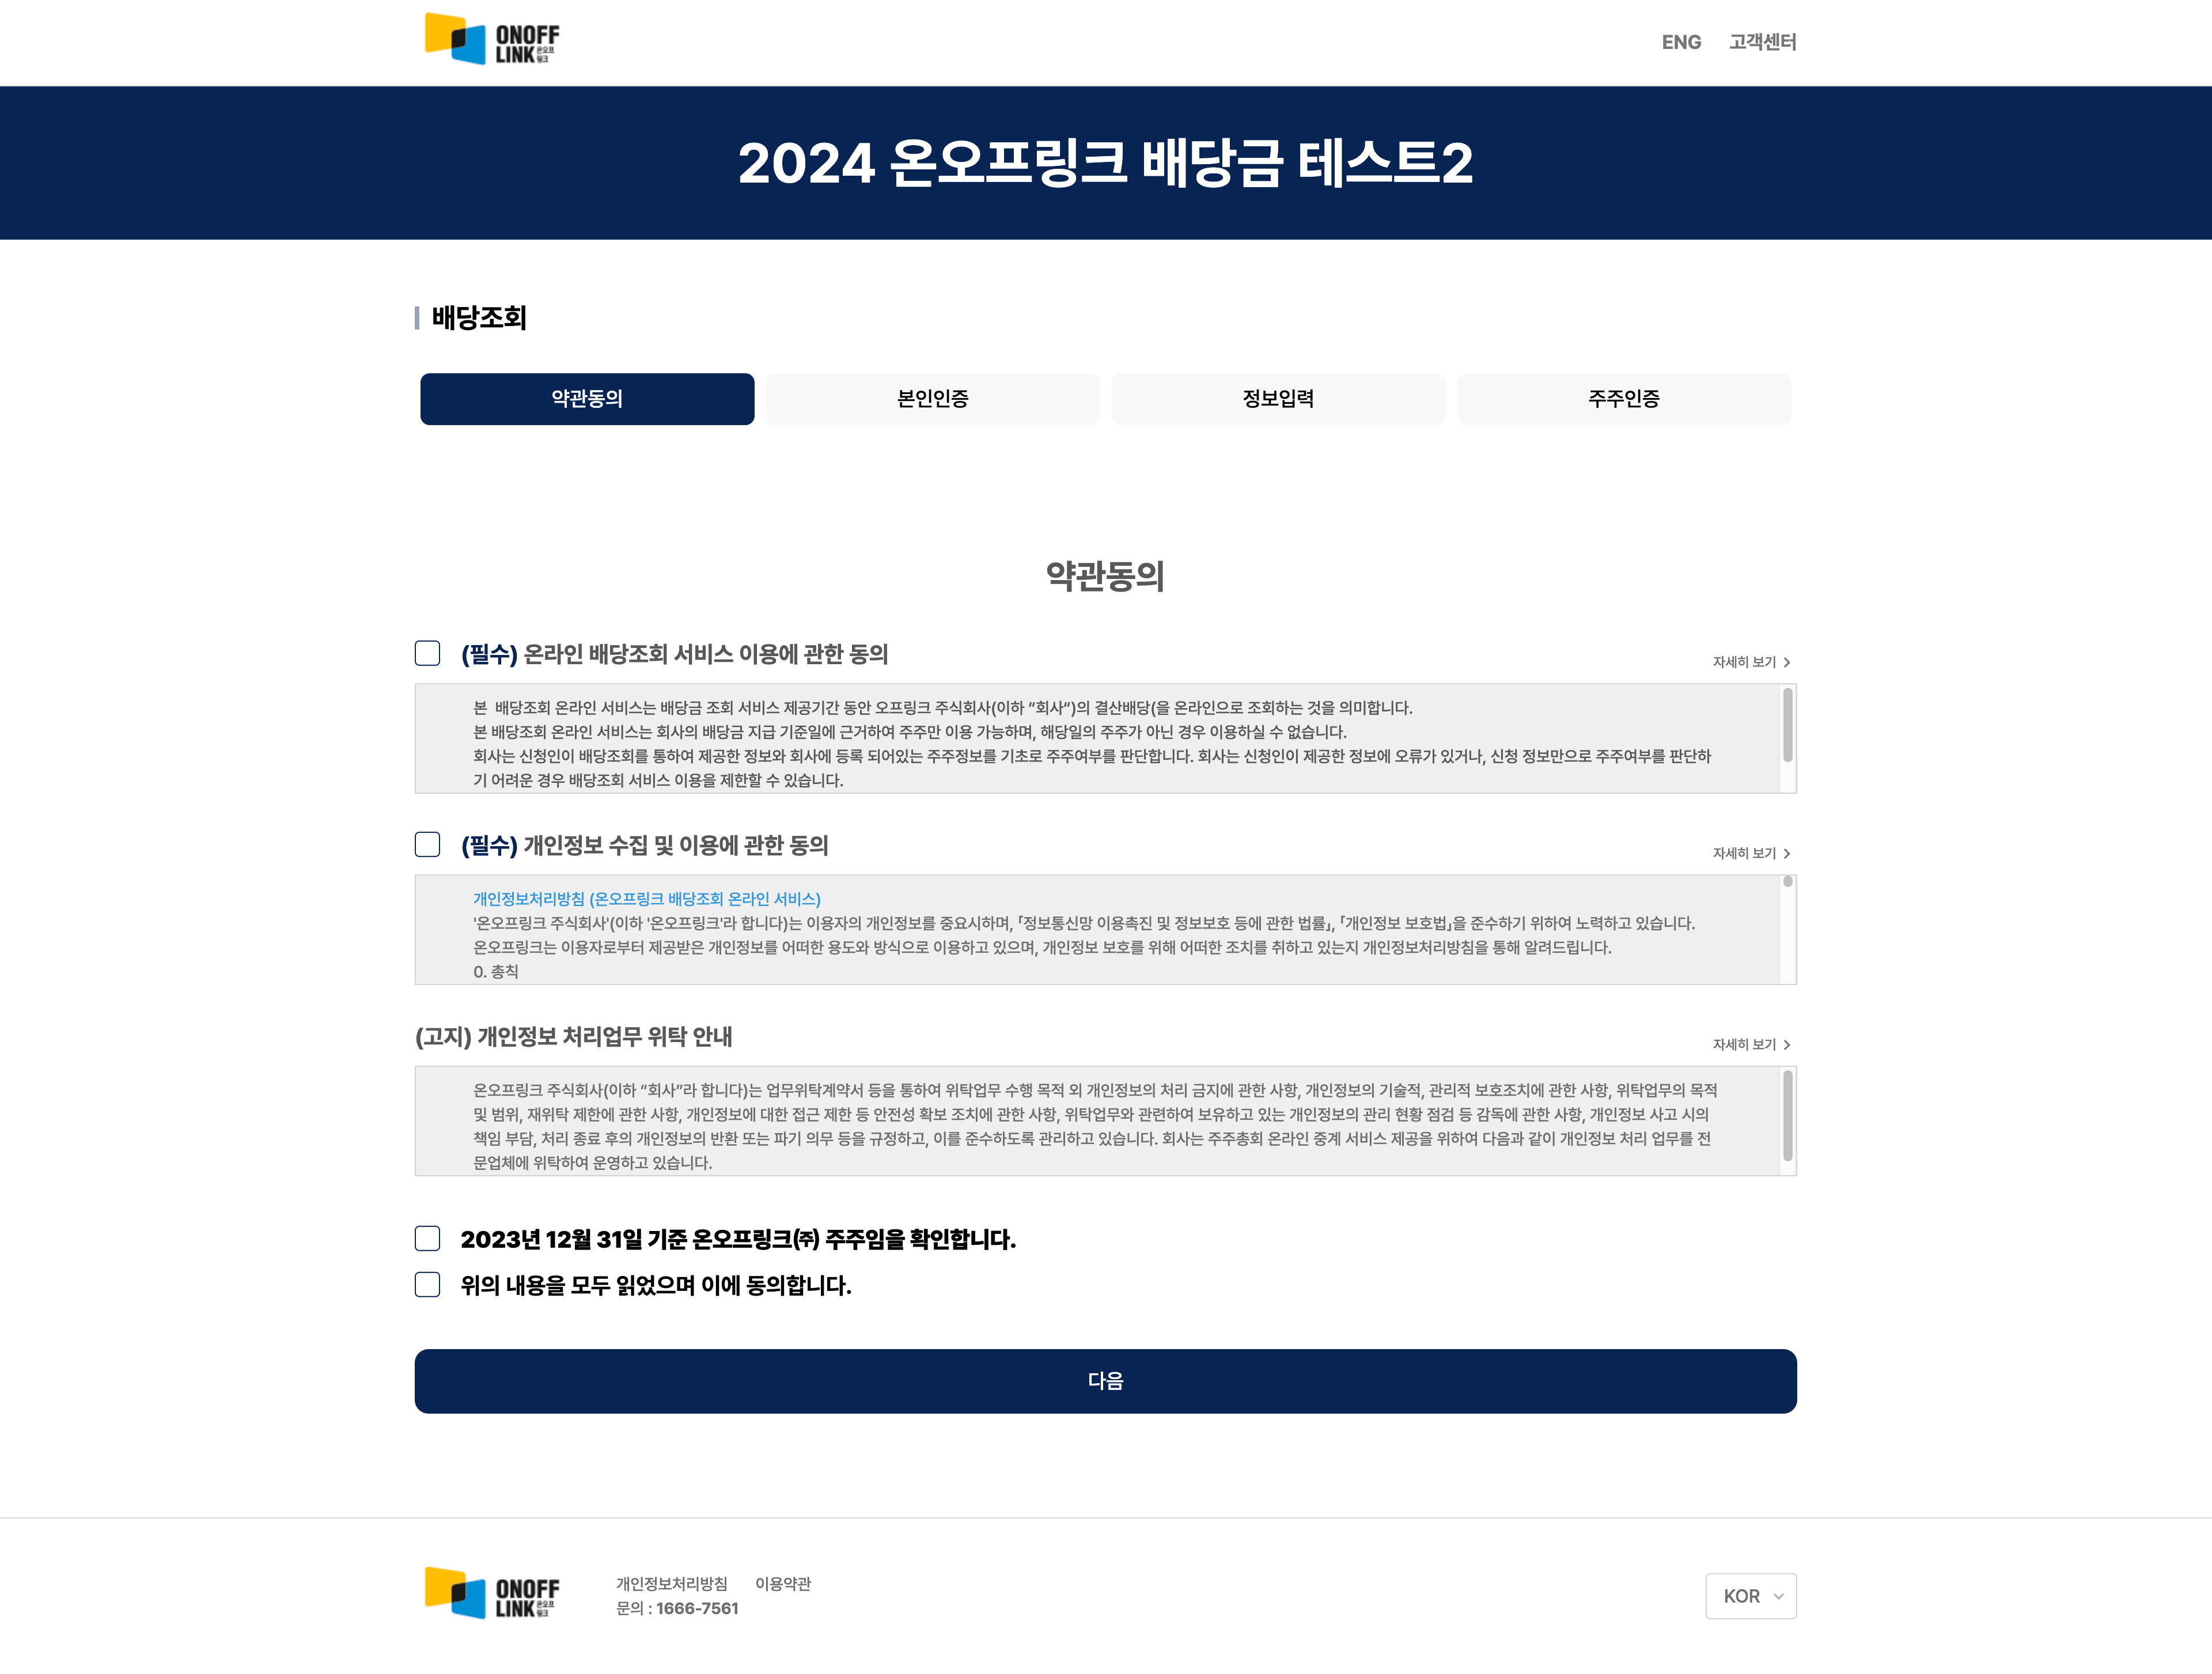 ONOFF
LINK 온오프링크
ENG 고객센터
2024 온오프링크 배당금 테스트2
배당조회
약관동의 본인인증 정보입력 주주인증
약관동의
(필수) 온라인 배당조회 서비스 이용에 관한 동의
자세히 보기
본  배당조회 온라인 서비스는 배당금 조회 서비스 제공기간 동안 오프링크 주식회사(이하 “회사”)의 결산배당(을 온라인으로 조회하는 것을 의미합니다.
본 배당조회 온라인 서비스는 회사의 배당금 지급 기준일에 근거하여 주주만 이용 가능하며, 해당일의 주주가 아닌 경우 이용하실 수 없습니다.
회사는 신청인이 배당조회를 통하여 제공한 정보와 회사에 등록 되어있는 주주정보를 기초로 주주여부를 판단합니다. 회사는 신청인이 제공한 정보에 오류가 있거나, 신청 정보만으로 주주여부를 판단하
기 어려운 경우 배당조회 서비스 이용을 제한할 수 있습니다.
(필수) 개인정보 수집 및 이용에 관한 동의
자세히 보기
개인정보처리방침 (온오프링크 배당조회 온라인 서비스)
'온오프링크 주식회사'(이하 '온오프링크'라 합니다)는 이용자의 개인정보를 중요시하며, 「정보통신망 이용촉진 및 정보보호 등에 관한 법률」, 「개인정보 보호법」을 준수하기 위하여 노력하고 있습니다.
온오프링크는 이용자로부터 제공받은 개인정보를 어떠한 용도와 방식으로 이용하고 있으며, 개인정보 보호를 위해 어떠한 조치를 취하고 있는지 개인정보처리방침을 통해 알려드립니다.
0. 총칙
(고지) 개인정보 처리업무 위탁 안내
자세히 보기
온오프링크 주식회사(이하 “회사”라 합니다)는 업무위탁계약서 등을 통하여 위탁업무 수행 목적 외 개인정보의 처리 금지에 관한 사항, 개인정보의 기술적, 관리적 보호조치에 관한 사항, 위탁업무의 목적
및 범위, 재위탁 제한에 관한 사항, 개인정보에 대한 접근 제한 등 안전성 확보 조치에 관한 사항, 위탁업무와 관련하여 보유하고 있는 개인정보의 관리 현황 점검 등 감독에 관한 사항, 개인정보 사고 시의
책임 부담, 처리 종료 후의 개인정보의 반환 또는 파기 의무 등을 규정하고, 이를 준수하도록 관리하고 있습니다. 회사는 주주총회 온라인 중계 서비스 제공을 위하여 다음과 같이 개인정보 처리 업무를 전
문업체에 위탁하여 운영하고 있습니다.
2023년 12월 31일 기준 온오프링크㈜ 주주임을 확인합니다.
위의 내용을 모두 읽었으며 이에 동의합니다.
다음
ONOFF
LINK 온오프링크
개인정보처리방침 이용약관
문의 : 1666-7561
KOR